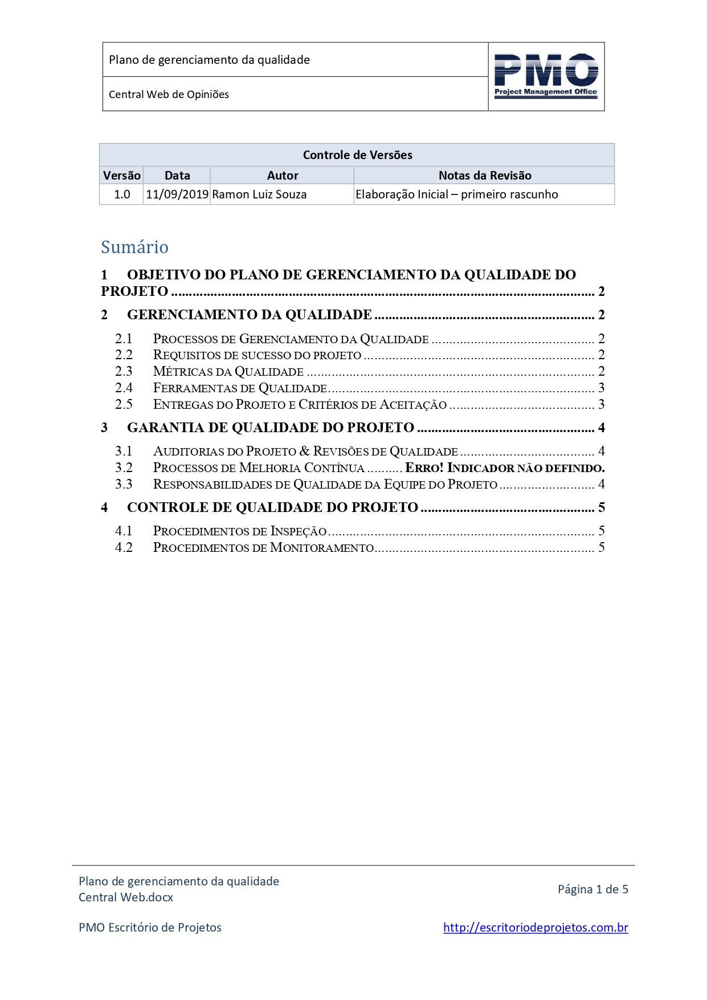 Plano de gerenciamento da qualidade
Central Web de Opiniões
PMO
Project Management Office
Controle de Versões
Versão Data Autor Notas da Revisão
1.0 11/09/2019 Ramon Luiz Souza Elaboração Inicial – primeiro rascunho
Sumário
1 OBJETIVO DO PLANO DE GERENCIAMENTO DA QUALIDADE DO
PROJETO ........................................................................................................................ 2
2 GERENCIAMENTO DA QUALIDADE .............................................................. 2
2.1 PROCESSOS DE GERENCIAMENTO DA QUALIDADE .............................................. 2
2.2 REQUISITOS DE SUCESSO DO PROJETO ................................................................. 2
2.3 MÉTRICAS DA QUALIDADE ................................................................................. 2
2.4 FERRAMENTAS DE QUALIDADE........................................................................... 3
2.5 ENTREGAS DO PROJETO E CRITÉRIOS DE ACEITAÇÃO ......................................... 3
3 GARANTIA DE QUALIDADE DO PROJETO .................................................. 4
3.1 AUDITORIAS DO PROJETO & REVISÕES DE QUALIDADE ...................................... 4
3.2 PROCESSOS DE MELHORIA CONTÍNUA .......... ERRO! INDICADOR NÃO DEFINIDO.
3.3 RESPONSABILIDADES DE QUALIDADE DA EQUIPE DO PROJETO ........................... 4
4 CONTROLE DE QUALIDADE DO PROJETO ................................................. 5
4.1 PROCEDIMENTOS DE INSPEÇÃO........................................................................... 5
4.2 PROCEDIMENTOS DE MONITORAMENTO.............................................................. 5
Plano de gerenciamento da qualidade
Central Web.docx
Página 1 de 5
PMO Escritório de Projetos http://escritoriodeprojetos.com.br